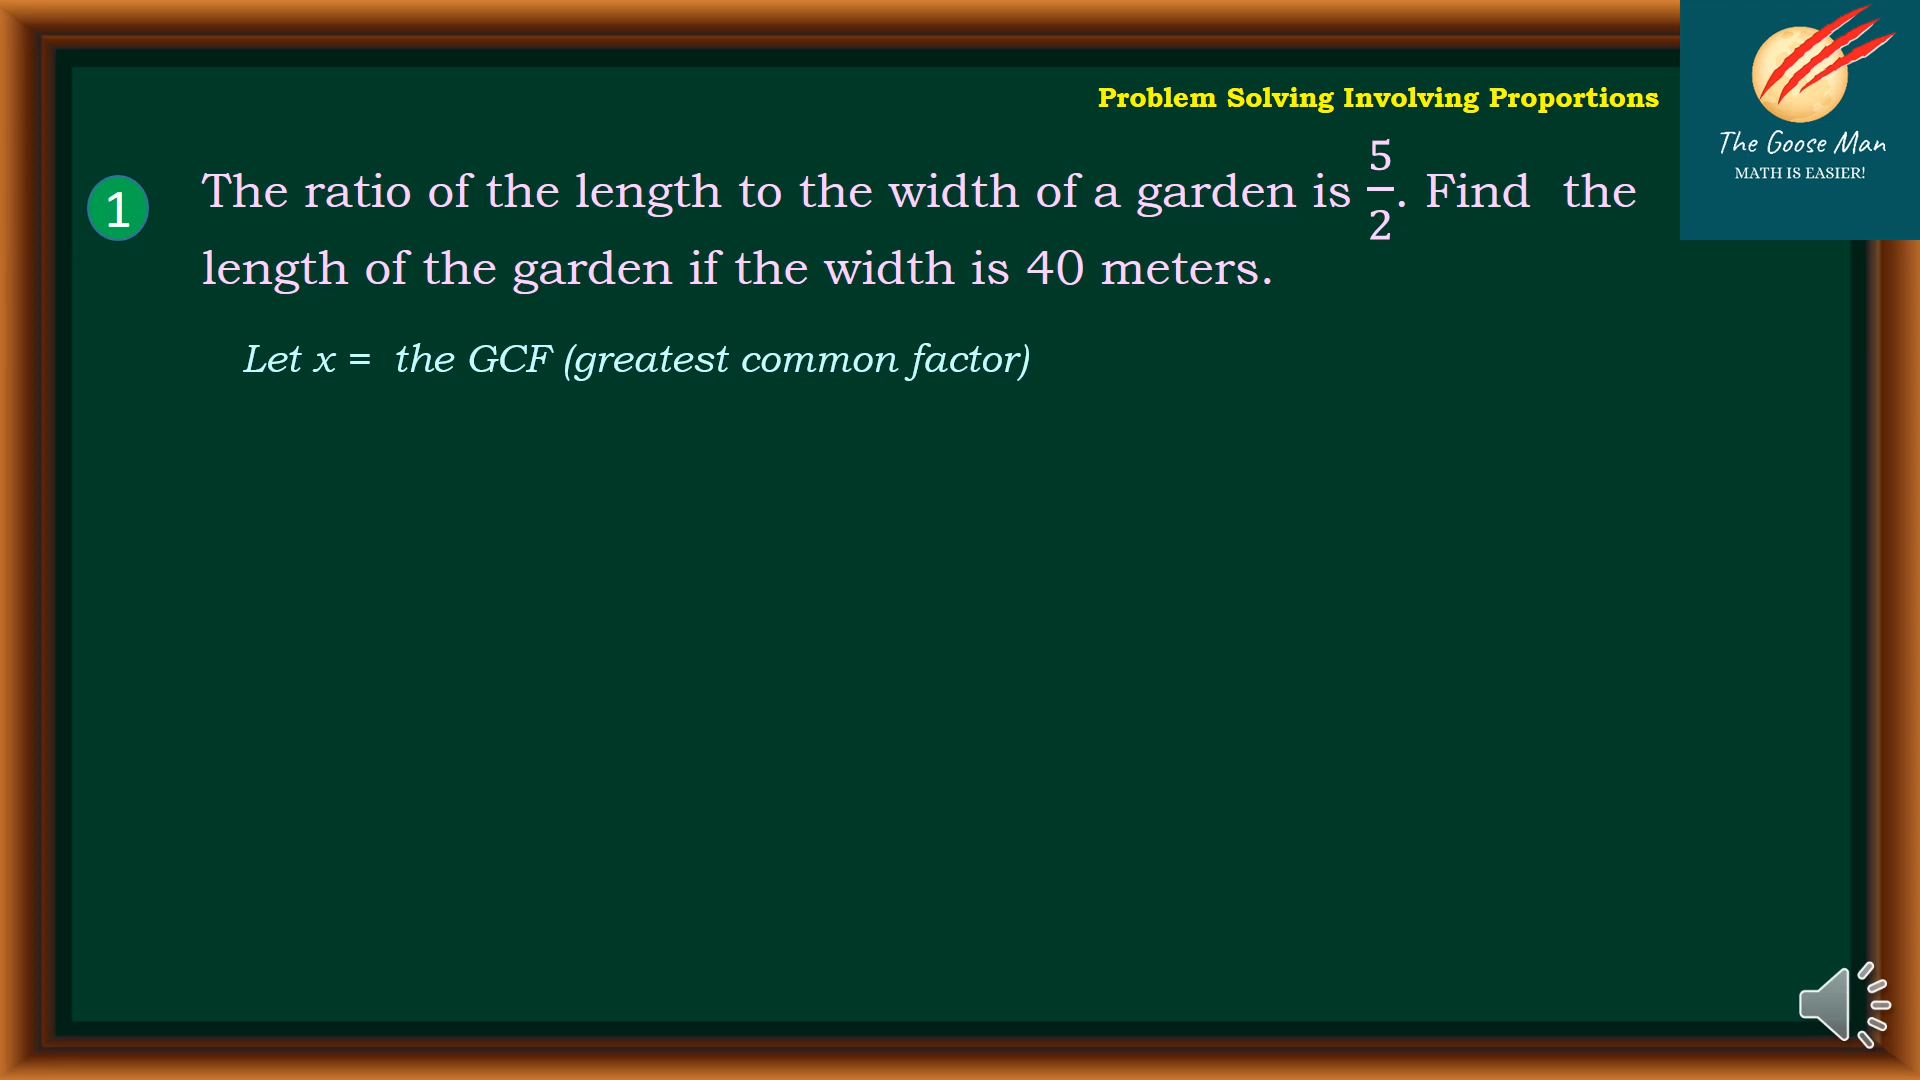 Problem Solving Involving Proportions
The Goose Man
MATH IS EASIER!
1
The ratio of the length to the width of a garden is 5/2. Find the
length of the garden if the width is 40 meters.
Let x = the GCF (greatest common factor)